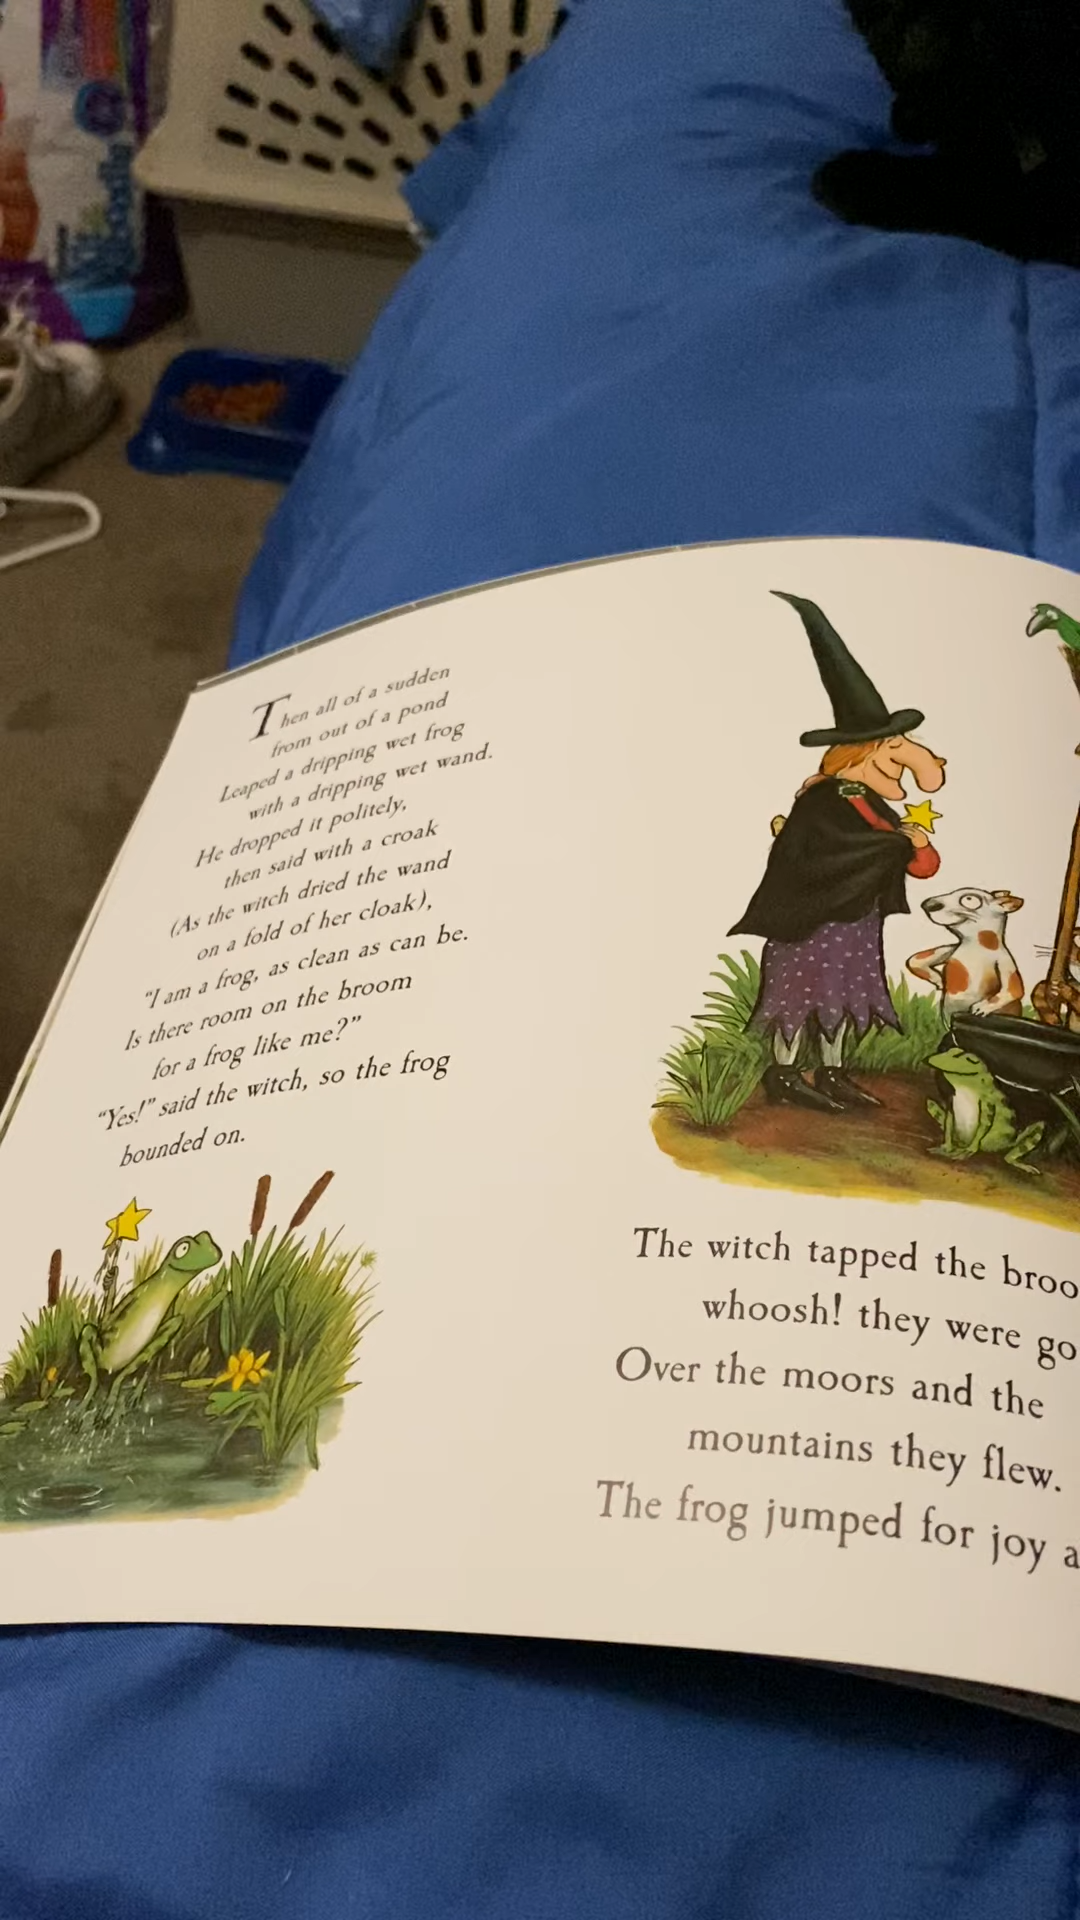 Then all of a sudden
from out of a pond
Leaped a dripping wet frog
with a dripping wet wand.
He dropped it politely,
then said with a croak
(As the witch dried the wand
on a fold of her cloak),
"I am a frog, as clean as can be.
Is there room on the broom
for a frog like me?"
"Yes!" said the witch, so the frog
bounded on.
The witch tapped the broo
whoosh! they were go
Over the moors and the
mountains they flew.
The frog jumped for joy a